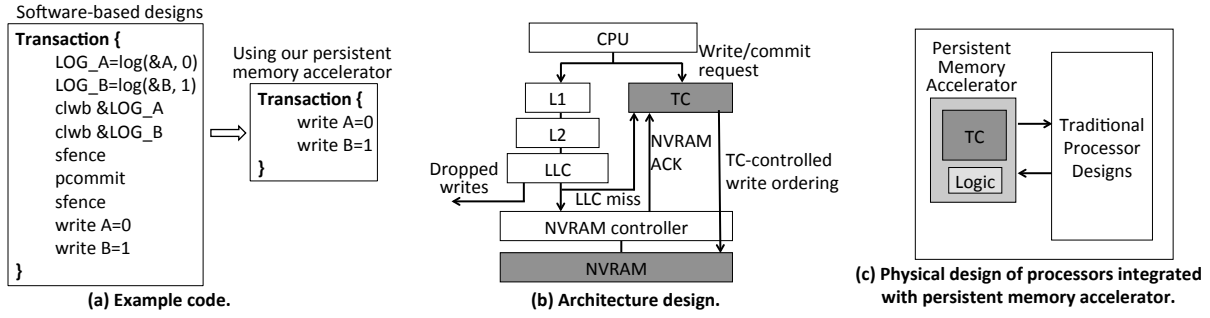 Software-based designs
Transaction {
LOG_A=log(&A, 0)
LOG_B=log(&B, 1)
clwb &LOG_A
clwb &LOG_B
sfence
pcommit
sfence
write A=0
write B=1
}
Using our persistent
memory accelerator
Transaction {
write A=0
write B=1
}
(a) Example code.
CPU
Write/commit
request
L1
TC
L2
LLC
NVRAM
ACK
TC-controlled
write ordering
Dropped
writes
LLC miss
NVRAM controller
NVRAM
(b) Architecture design.
Persistent
Memory
Accelerator
TC
Logic
Traditional
Processor
Designs
(c) Physical design of processors integrated
with persistent memory accelerator.